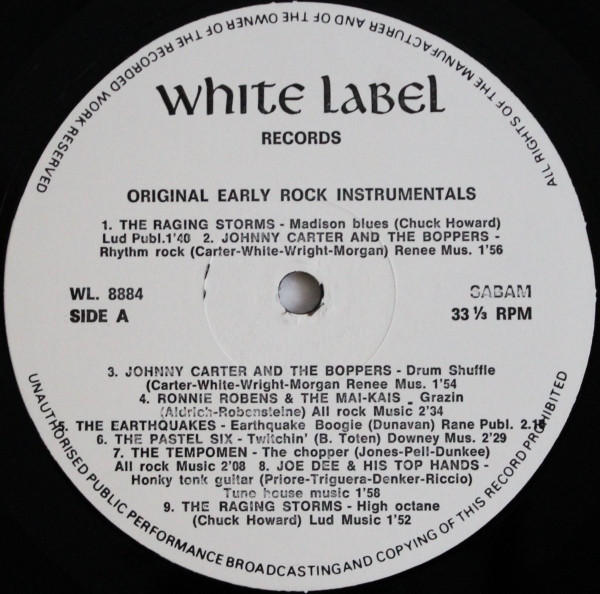 ALL RIGHTS OF THE MANUFACTURER AND OF THE OWNER OF THE RECORDED WORK RESERVED
White Label
RECORDS
ORIGINAL EARLY ROCK INSTRUMENTALS
1. THE RAGING STORMS - Madison blues (Chuck Howard)
Lud Publ.1'40 2. JOHNNY CARTER AND THE BOPPERS -
Rhythm rock (Carter-White-Wright-Morgan) Renee Mus. 1'56
WL. 8884
SIDE A
SABAM
33 ⅓ RPM
3. JOHNNY CARTER AND THE BOPPERS - Drum Shuffle
(Carter-White-Wright-Morgan Renee Mus. 1'54
4. RONNIE ROBENS & THE MAI-KAIS - Grazin
(Aldrich-Robensteine) All rock Music 2'34
5. THE EARTHQUAKES - Earthquake Boogie (Dunavan) Rane Publ.
6. THE PASTEL SIX - Twitchin' (B. Toten) Downey Mus. 2'29
7. THE TEMPOMEN - The chopper (Jones-Pell-Dunkee)
All rock Music 2'08 8. JOE DEE & HIS TOP HANDS -
Honky tonk guitar (Priore-Triguera-Denker-Riccio)
Tune house music 1'58
9. THE RAGING STORMS - High octane
(Chuck Howard) Lud Music 1'52
UNAUTHORISED PUBLIC PERFORMANCE BROADCASTING AND COPYING OF THIS RECORD PROHIBITED